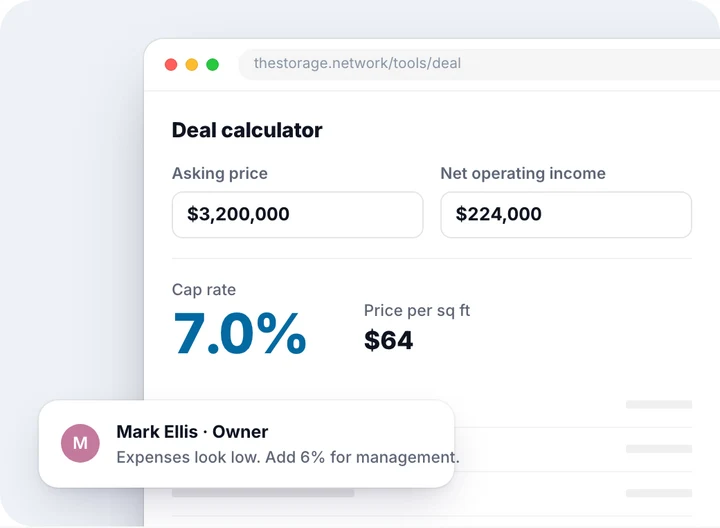 thestorage.network/tools/deal
Deal calculator
Asking price
Net operating income
$3,200,000
$224,000
Cap rate
Price per sq ft
7.0%
$64
M
Mark Ellis · Owner
Expenses look low. Add 6% for management.